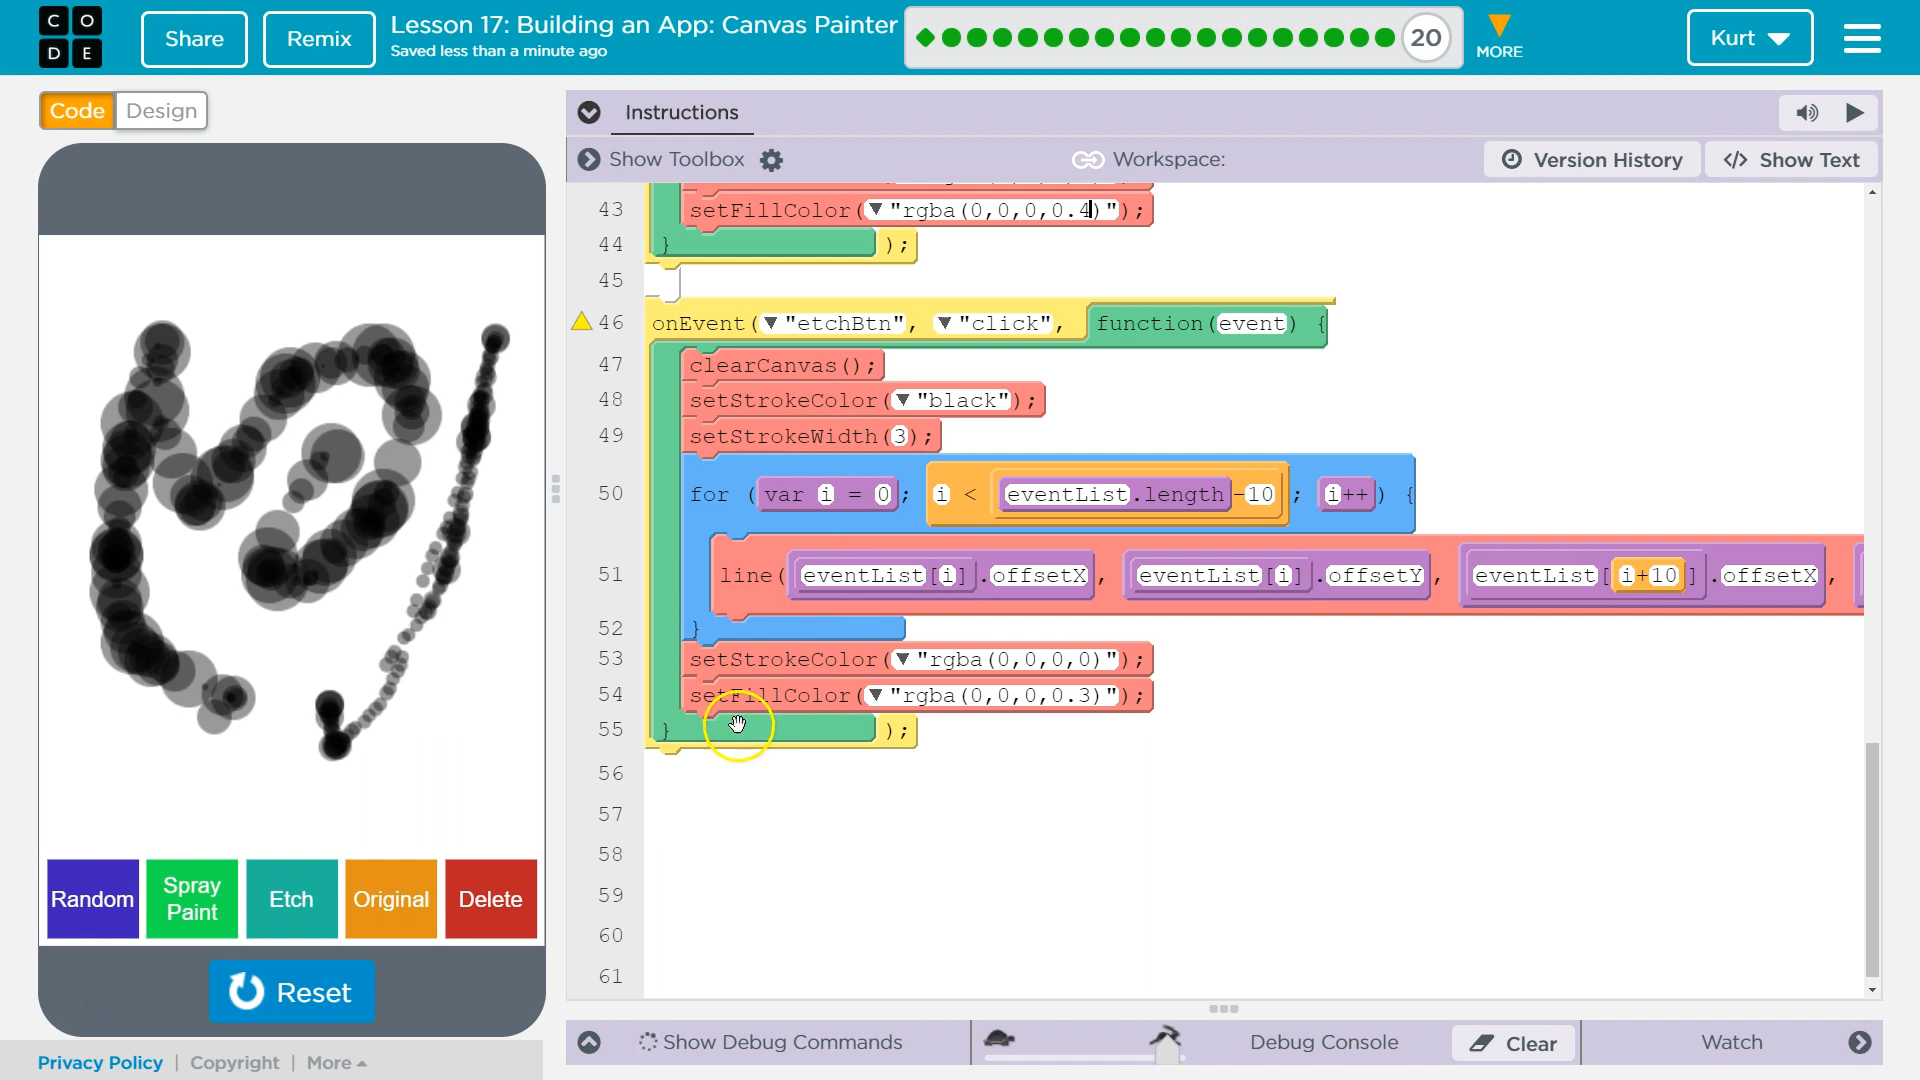 CO
DE
Share
Remix
Lesson 17: Building an App: Canvas Painter
Saved less than a minute ago
20
MORE
Kurt
Code
Design
Instructions
Show Toolbox
Workspace:
Version History
</> Show Text
43 setFillColor("rgba(0,0,0,0.4)");
44 } );
45
46 onEvent("etchBtn", "click", function(event) {
47 clearCanvas();
48 setStrokeColor("black");
49 setStrokeWidth(3);
50 for (var i = 0; i < eventList.length-10; i++) {
51 line(eventList[i].offsetX, eventList[i].offsetY, eventList[i+10].offsetX,
52 }
53 setStrokeColor("rgba(0,0,0,0)");
54 setFillColor("rgba(0,0,0,0.3)");
55 } );
56
57
58
59
60
61
Random
Spray
Paint
Etch
Original
Delete
Reset
Show Debug Commands
Debug Console
Clear
Watch
Privacy Policy | Copyright | More